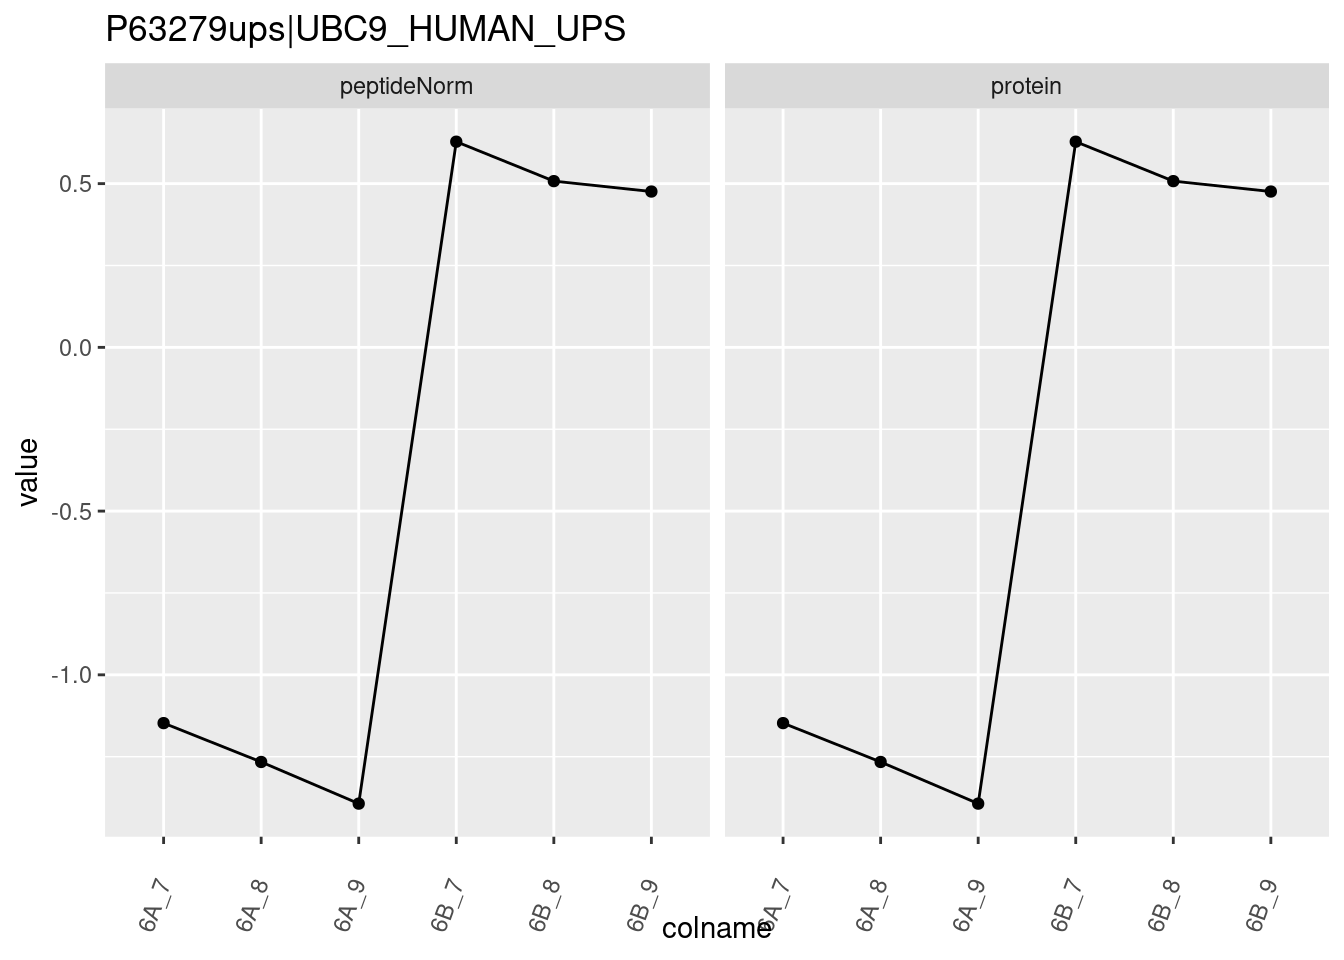 P63279ups|UBC9_HUMAN_UPS
peptideNorm
protein
value
0.5
0.0
-0.5
-1.0
6A_7
6A_8
6A_9
6B_7
6B_8
6B_9
6A_7
6A_8
6A_9
6B_7
6B_8
6B_9
colname